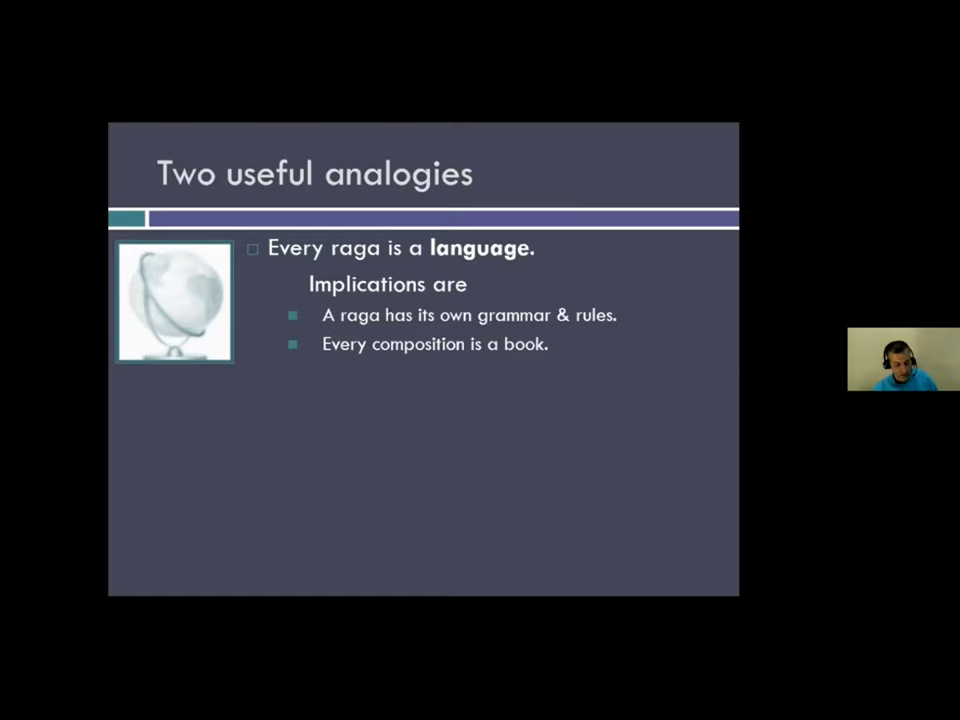 Two useful analogies
Every raga is a language.
Implications are
A raga has its own grammar & rules.
Every composition is a book.